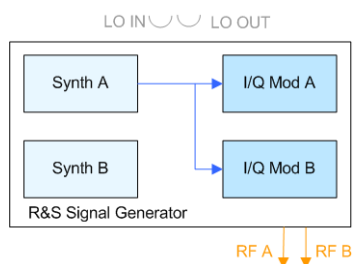 LO IN LO OUT
Synth A I/Q Mod A
Synth B I/Q Mod B
R&S Signal Generator
RF A RF B